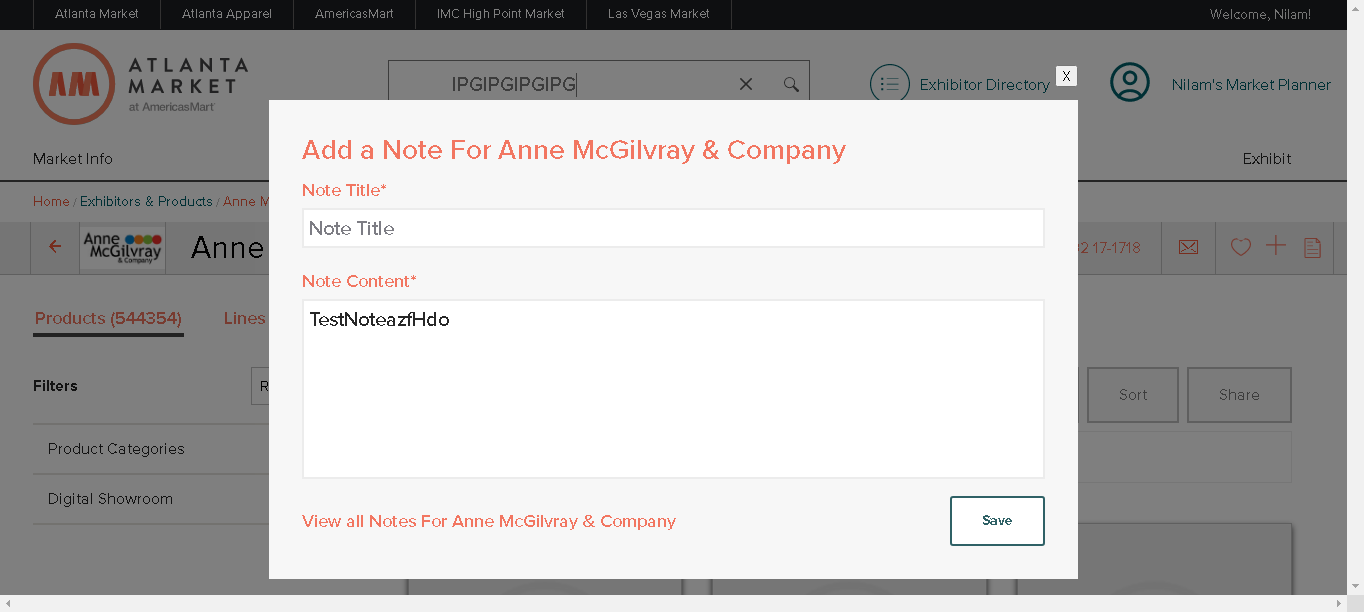 Atlanta Market Atlanta Apparel AmericasMart IMC High Point Market Las Vegas Market Welcome, Nilam!
AM ATLANTA MARKET at AmericasMart
IPGIPGIPGIPG
Exhibitor Directory
X
Nilam's Market Planner
Market Info Exhibit
Home / Exhibitors & Products / Anne M
Anne McGilvray & Company
Anne
17-1718
Add a Note For Anne McGilvray & Company
Note Title*
Note Title
Note Content*
TestNoteazfHdo
View all Notes For Anne McGilvray & Company
Save
Products (544354) Lines
Filters
Sort Share
Product Categories
Digital Showroom